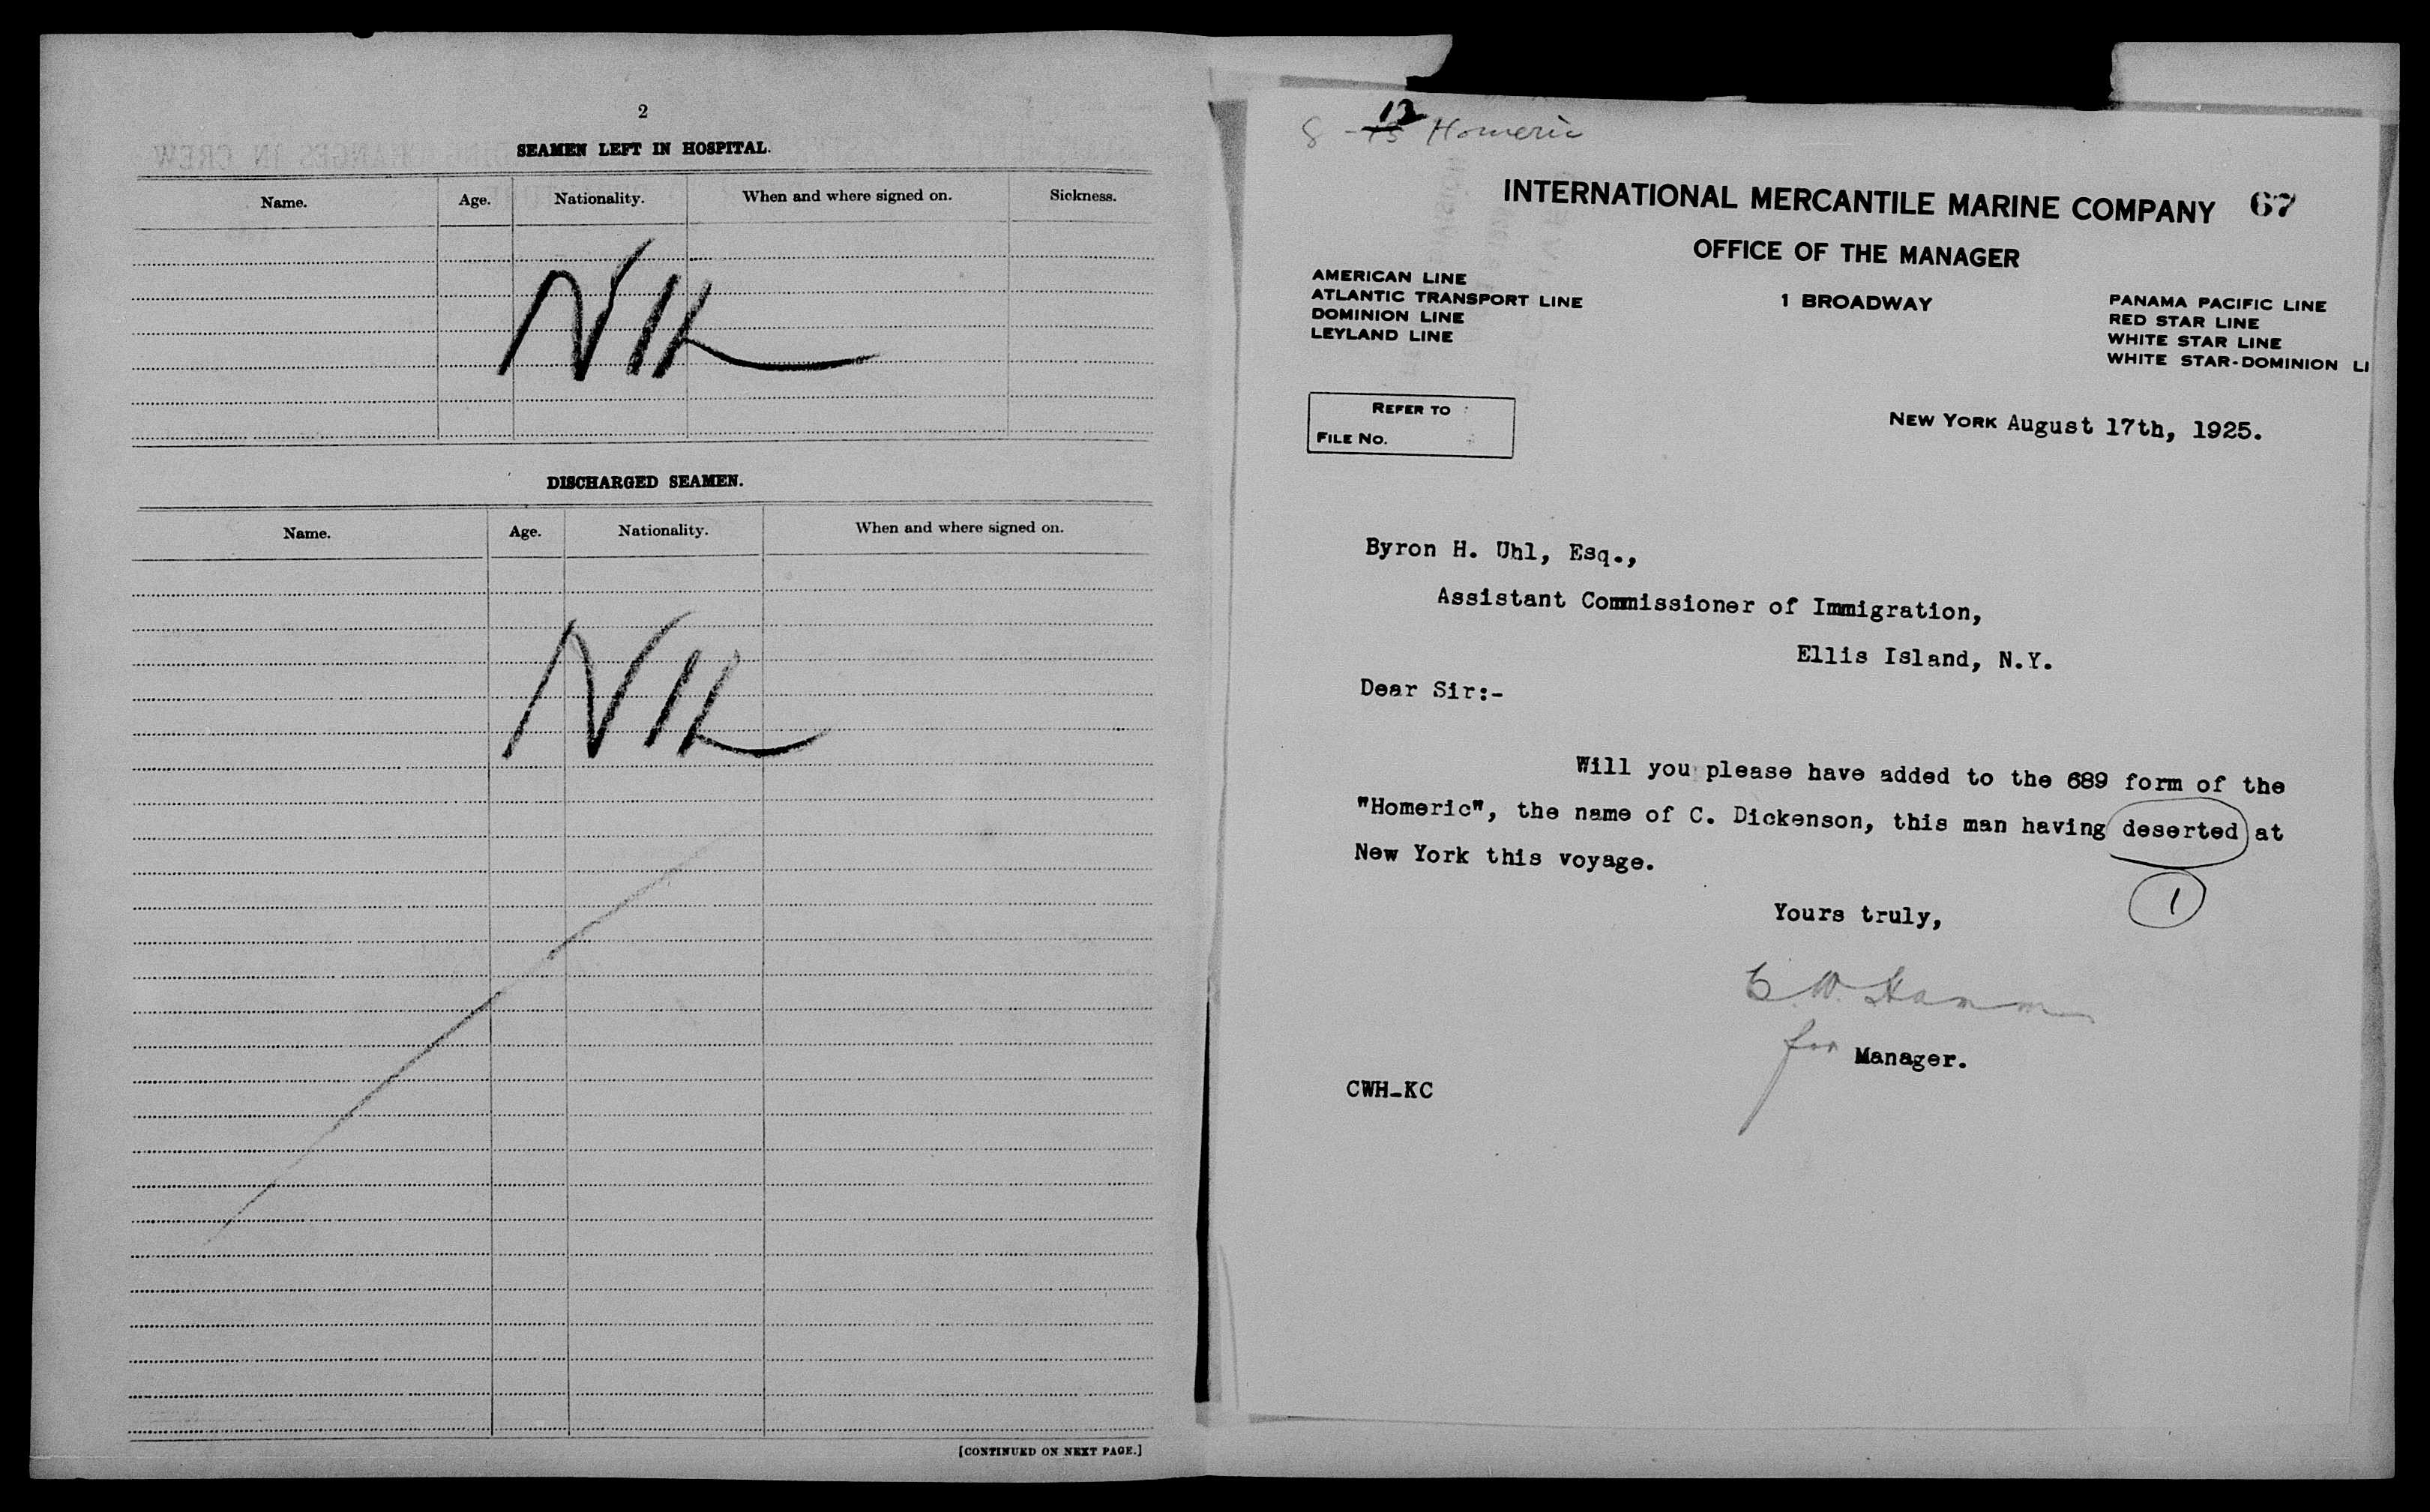 2
SEAMEN LEFT IN HOSPITAL.
Name. Age. Nationality. When and where signed on. Sickness.
Nil
DISCHARGED SEAMEN.
Name. Age. Nationality. When and where signed on.
Nil
[CONTINUED ON NEXT PAGE.]
12
8 - 13 Homeric
INTERNATIONAL MERCANTILE MARINE COMPANY 67
OFFICE OF THE MANAGER
1 BROADWAY
AMERICAN LINE
ATLANTIC TRANSPORT LINE
DOMINION LINE
LEYLAND LINE
PANAMA PACIFIC LINE
RED STAR LINE
WHITE STAR LINE
WHITE STAR-DOMINION LI
REFER TO
FILE No.
NEW YORK August 17th, 1925.
Byron H. Uhl, Esq.,
Assistant Commissioner of Immigration,
Ellis Island, N.Y.
Dear Sir:-
Will you please have added to the 689 form of the
"Homeric", the name of C. Dickenson, this man having deserted at
New York this voyage.
1
Yours truly,
C. W. Hamm
for Manager.
CWH-KC